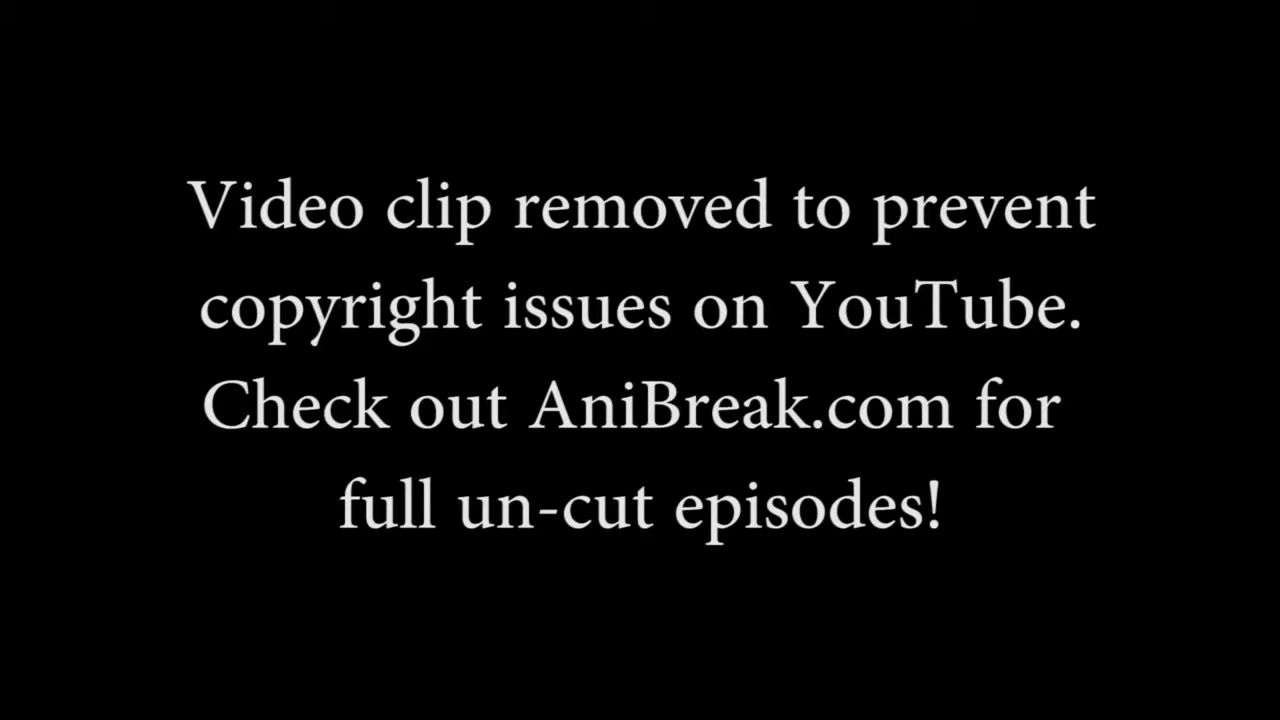 Video clip removed to prevent
copyright issues on YouTube.
Check out AniBreak.com for
full un-cut episodes!